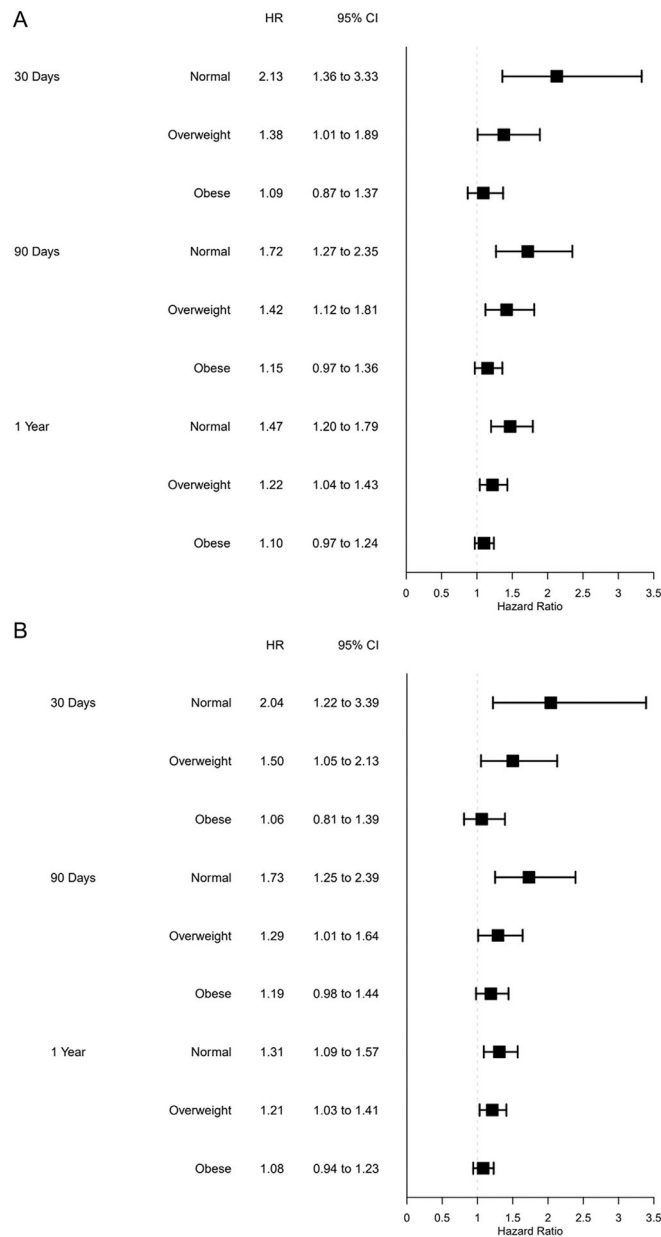 A
HR 95% CI
30 Days Normal 2.13 1.36 to 3.33
Overweight 1.38 1.01 to 1.89
Obese 1.09 0.87 to 1.37
90 Days Normal 1.72 1.27 to 2.35
Overweight 1.42 1.12 to 1.81
Obese 1.15 0.97 to 1.36
1 Year Normal 1.47 1.20 to 1.79
Overweight 1.22 1.04 to 1.43
Obese 1.10 0.97 to 1.24
0 0.5 1 1.5 2 2.5 3 3.5
Hazard Ratio
B
HR 95% CI
30 Days Normal 2.04 1.22 to 3.39
Overweight 1.50 1.05 to 2.13
Obese 1.06 0.81 to 1.39
90 Days Normal 1.73 1.25 to 2.39
Overweight 1.29 1.01 to 1.64
Obese 1.19 0.98 to 1.44
1 Year Normal 1.31 1.09 to 1.57
Overweight 1.21 1.03 to 1.41
Obese 1.08 0.94 to 1.23
0 0.5 1 1.5 2 2.5 3 3.5
Hazard Ratio